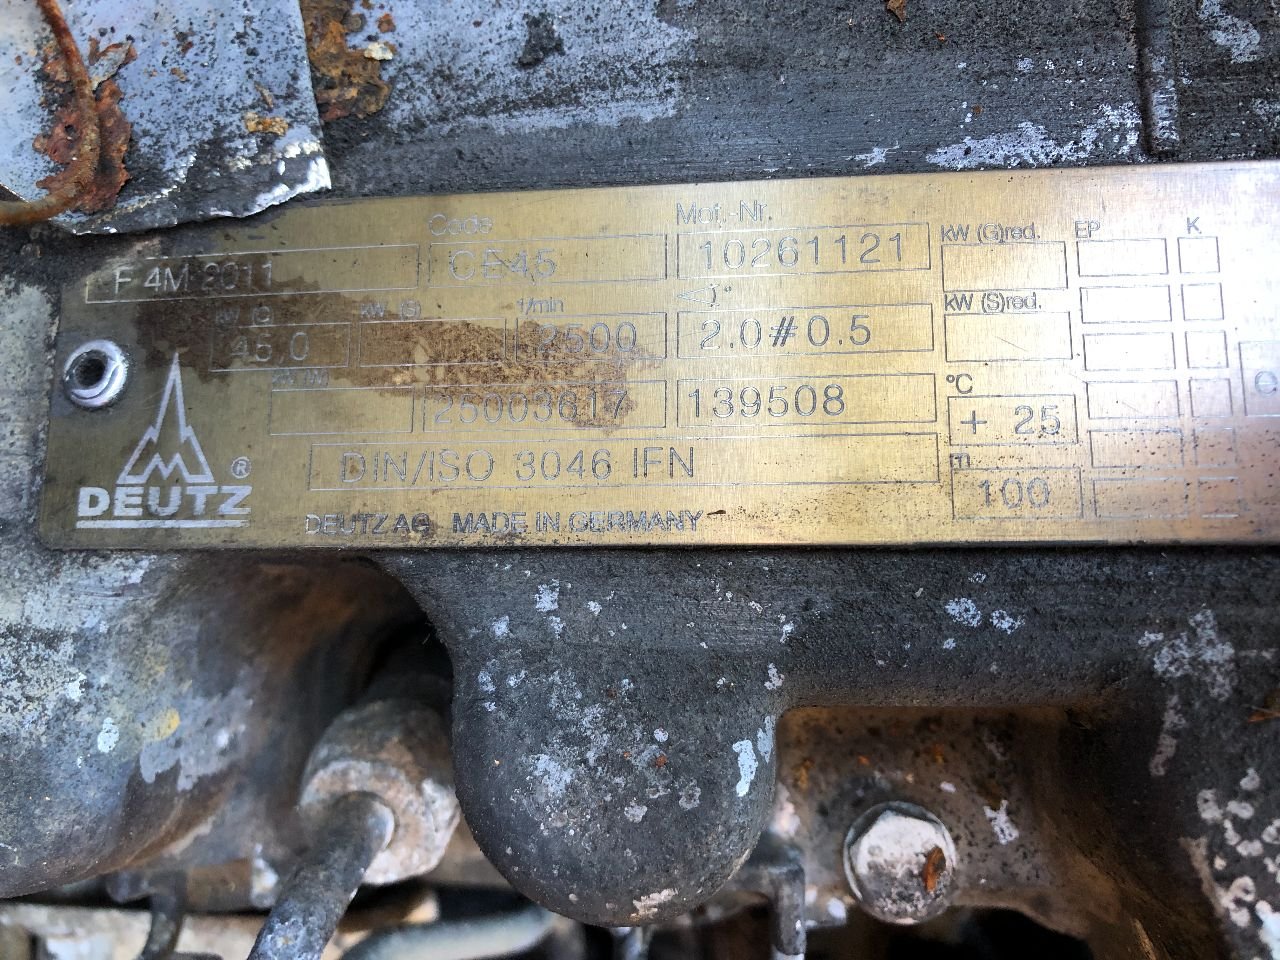 Code Mot.-Nr. kW (G)red. EP K
F 4M 2011 CE45 10261121
kW (G) kW (S) 1/min ° kW (S)red.
46,0 2500 2.0#0.5
25003617 139508 °C
+ 25
DIN/ISO 3046 IFN E
100
DEUTZ ®
DEUTZ AG MADE IN GERMANY